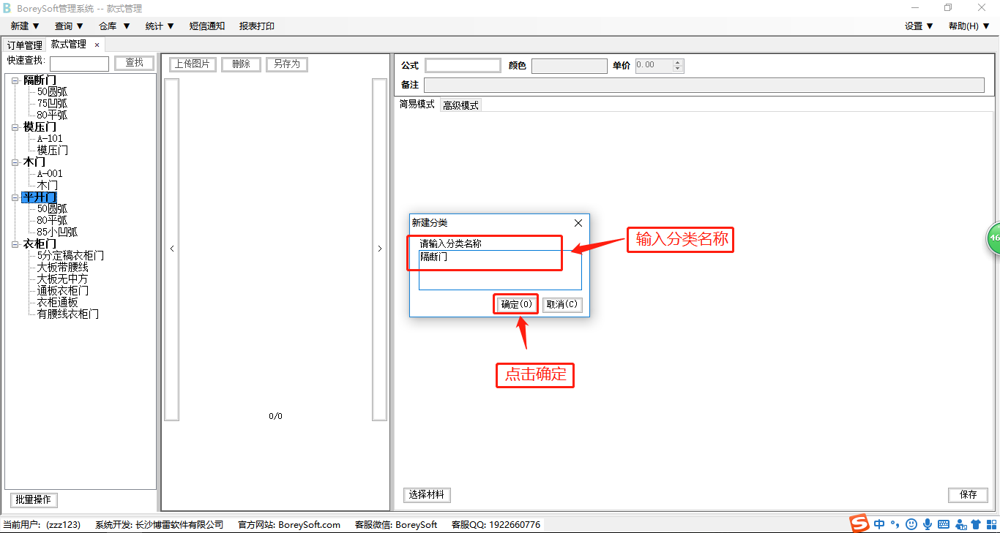 BoreySoft管理系统 -- 款式管理
新建 ▼ 查询 ▼ 仓库 ▼ 统计 ▼ 短信通知 报表打印 设置 ▼ 帮助(H) ▼
订单管理 款式管理 ×
快速查找: 查找
隔断门
50圆弧
75凹弧
80平弧
模压门
A-101
模压门
木门
A-001
木门
平开门
50圆弧
80平弧
85小凹弧
衣柜门
5分定稿衣柜门
大板带腰线
大板无中方
通板衣柜门
衣柜通板
有腰线衣柜门
批量操作
上传图片 删除 另存为
< >
0/0
公式 颜色 单价 0.00
备注
简易模式 高级模式
新建分类
请输入分类名称
隔断门
确定(O) 取消(C)
输入分类名称
点击确定
选择材料 保存
46
当前用户: (zzz123) 系统开发: 长沙博雷软件有限公司 官方网站: BoreySoft.com 客服微信: BoreySoft 客服QQ: 1922660776
S 中 °,